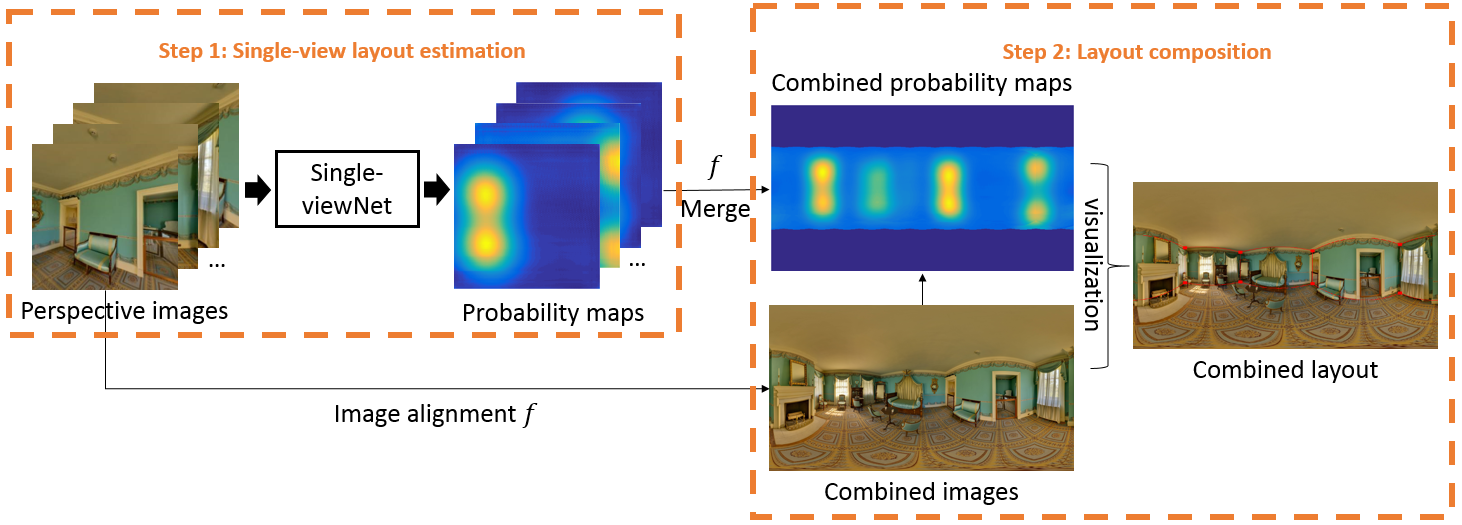 Step 1: Single-view layout estimation
Single-
viewNet
...
...
Perspective images
Probability maps
f
Merge
Image alignment f
Step 2: Layout composition
Combined probability maps
visualization
Combined images
Combined layout